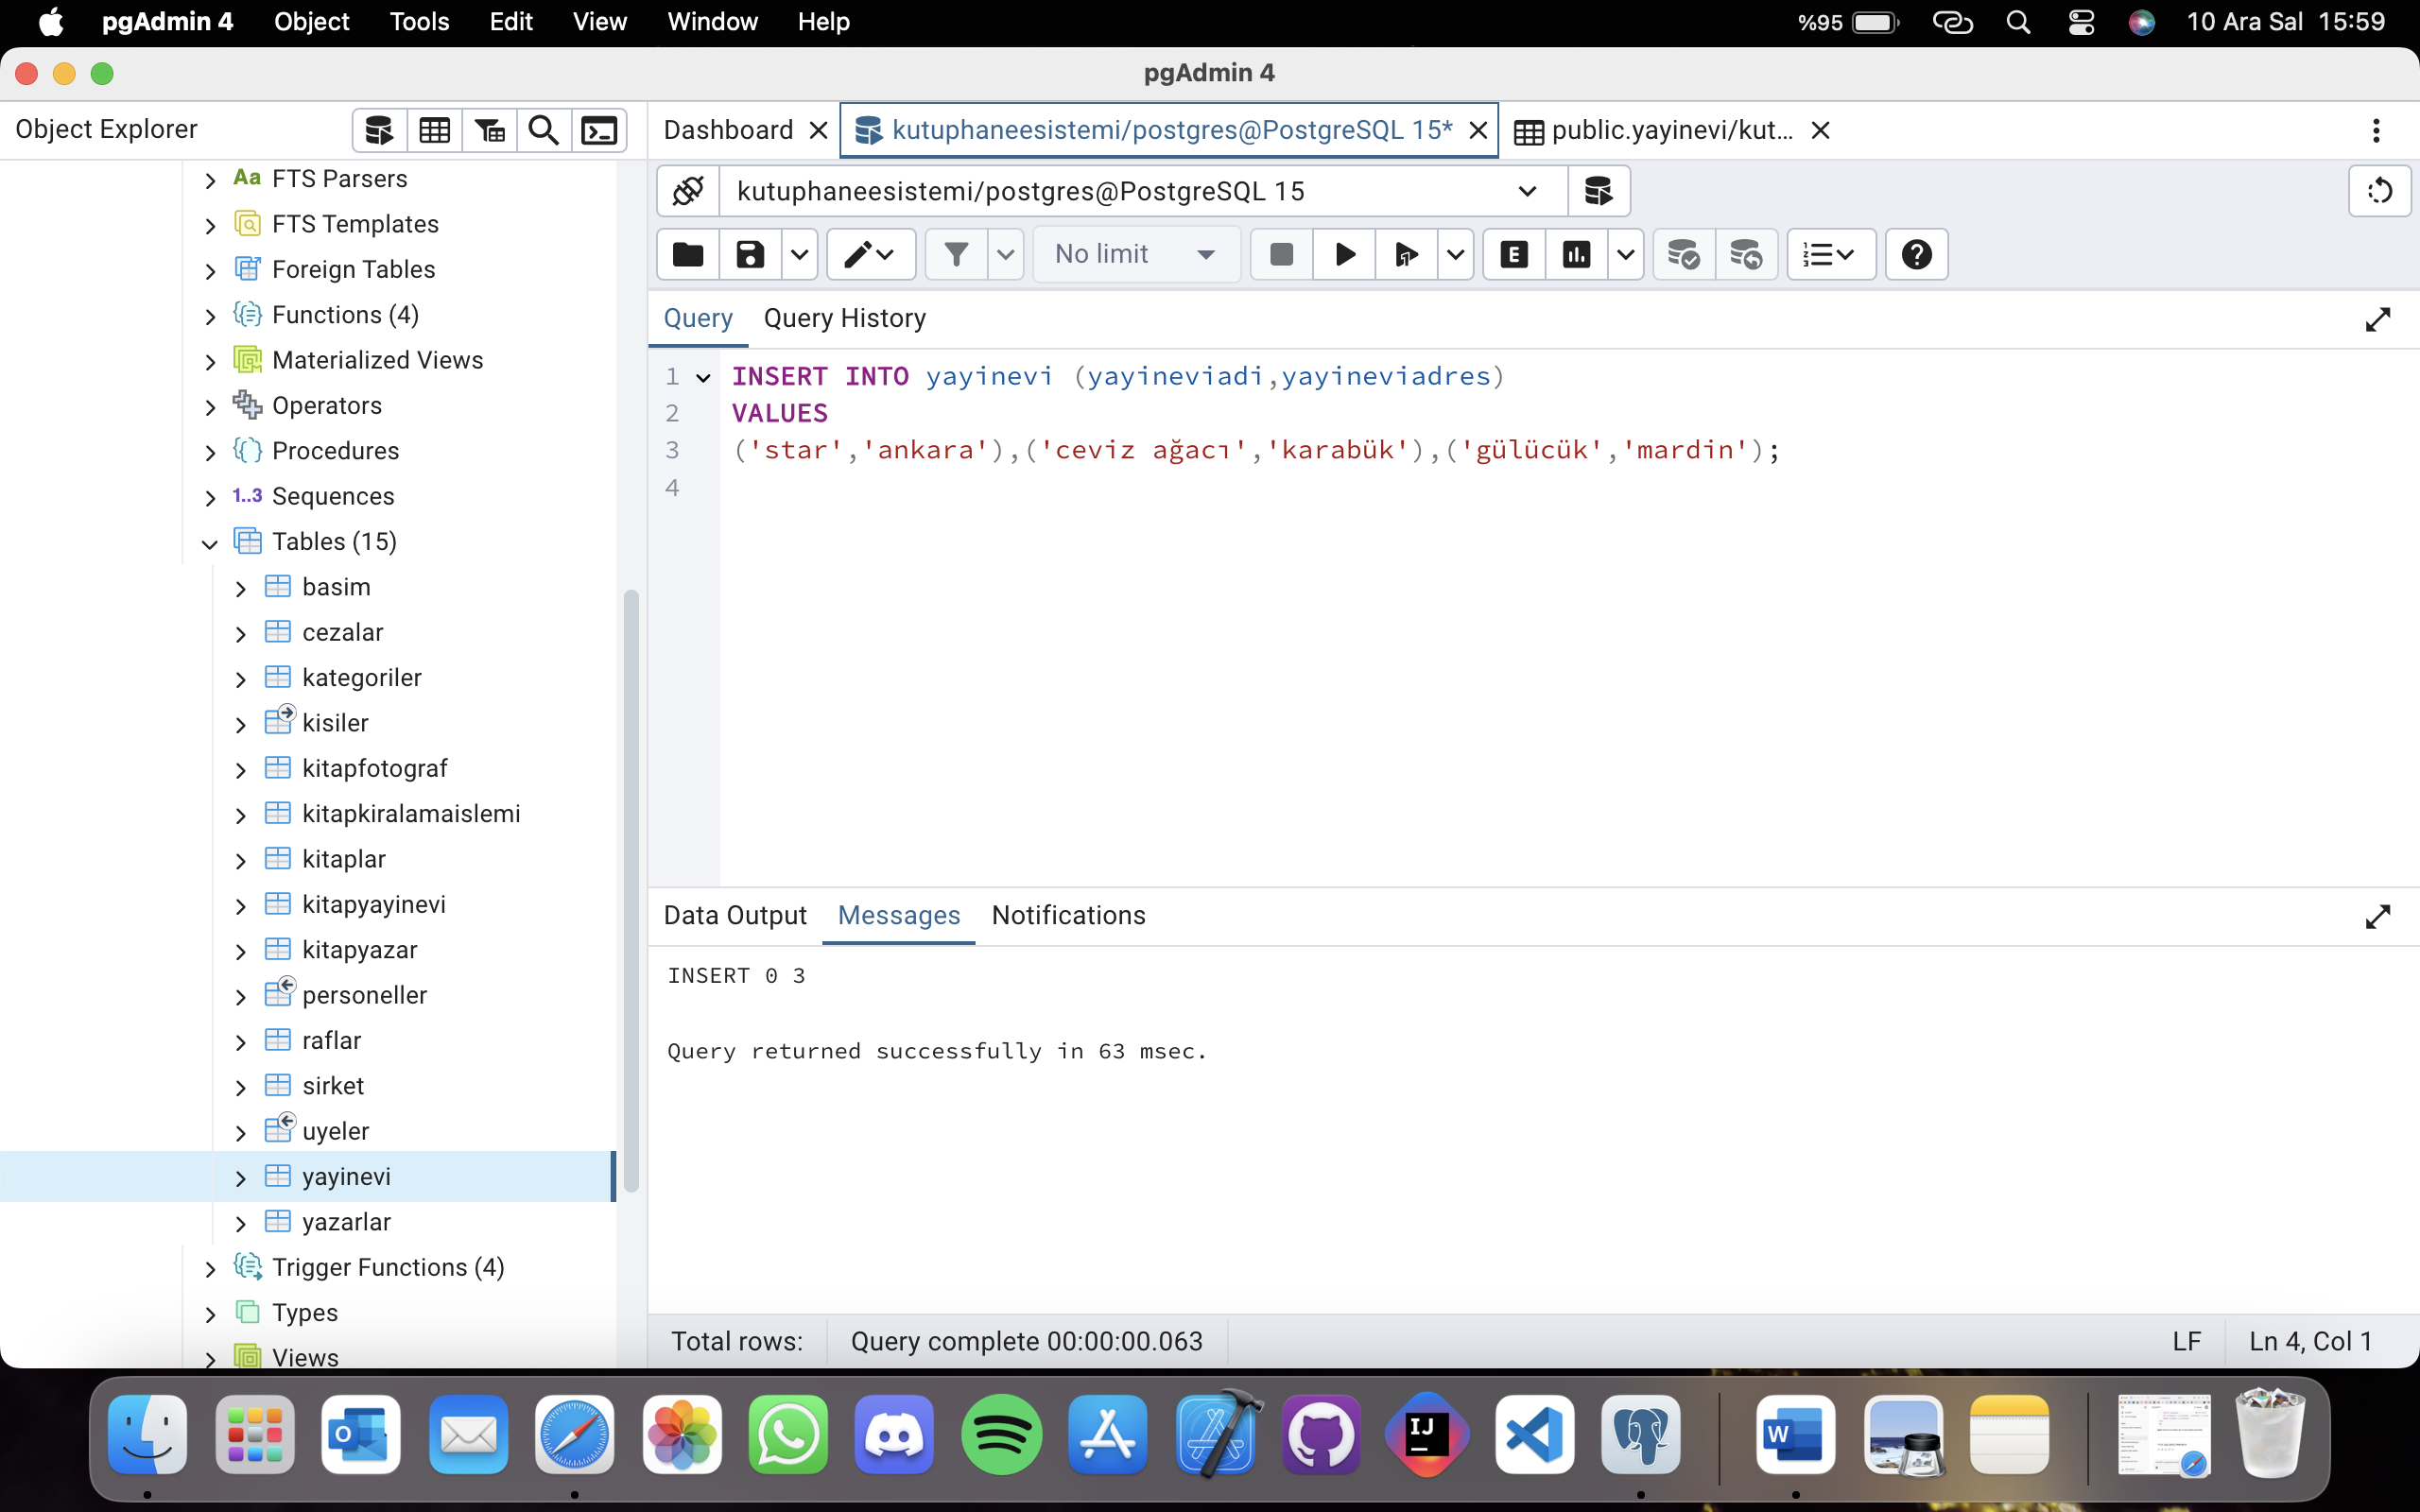 pgAdmin 4 Object Tools Edit View Window Help %95 10 Ara Sal 15:59
pgAdmin 4
Object Explorer
Dashboard kutuphaneesistemi/postgres@PostgreSQL 15* public.yayinevi/kut...
kutuphaneesistemi/postgres@PostgreSQL 15
No limit
E
Query Query History
1 INSERT INTO yayinevi (yayineviadi,yayineviadres)
2 VALUES
3 ('star','ankara'),('ceviz ağacı','karabük'),('gülücük','mardin');
4
Aa FTS Parsers
FTS Templates
Foreign Tables
Functions (4)
Materialized Views
Operators
Procedures
1..3 Sequences
Tables (15)
basim
cezalar
kategoriler
kisiler
kitapfotograf
kitapkiralamaislemi
kitaplar
kitapyayinevi
kitapyazar
personeller
raflar
sirket
uyeler
yayinevi
yazarlar
Trigger Functions (4)
Types
Views
Data Output Messages Notifications
INSERT 0 3
Query returned successfully in 63 msec.
Total rows: Query complete 00:00:00.063 LF Ln 4, Col 1
O IJ W